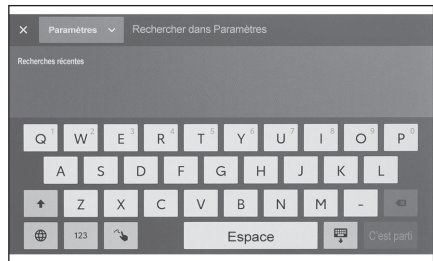 × Paramètres Rechercher dans Paramètres
Recherches récentes
Q 1 W 2 E 3 R 4 T 5 Y 6 U 7 I 8 O 9 P 0
A S D F G H J K L
Z X C V B N M -
123 Espace C'est parti